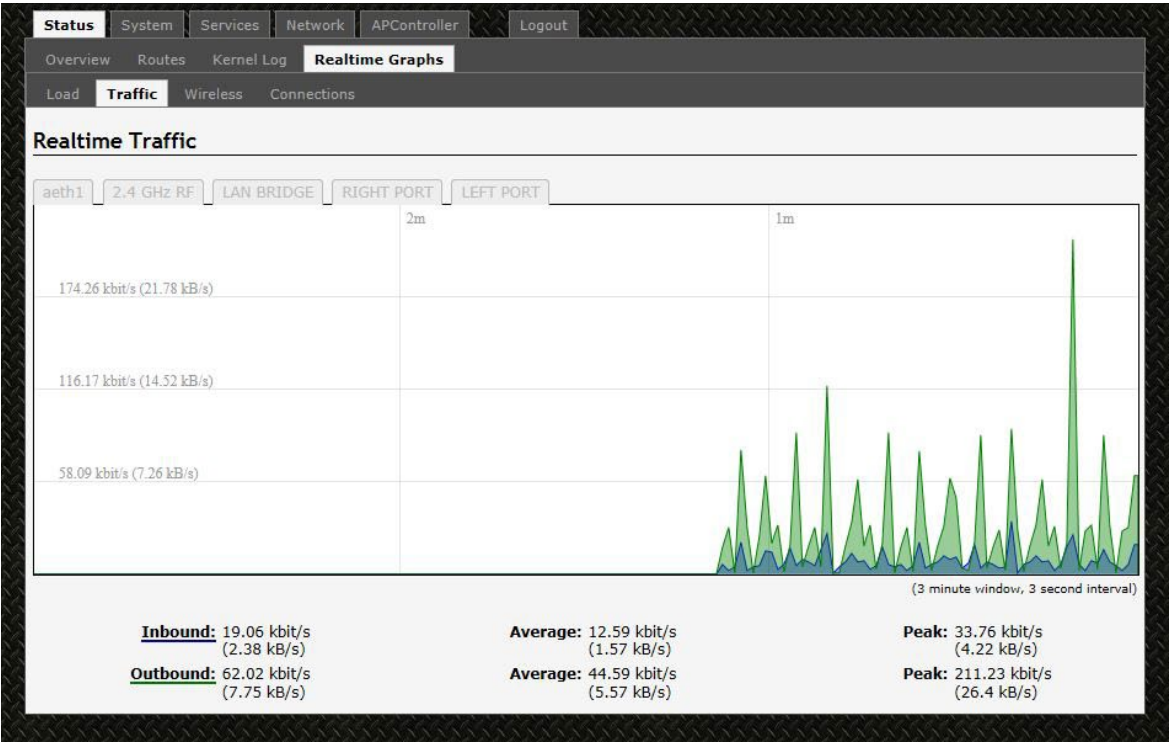 Status System Services Network APController Logout
Overview Routes Kernel Log Realtime Graphs
Load Traffic Wireless Connections
Realtime Traffic
aeth1 2.4 GHz RF LAN BRIDGE RIGHT PORT LEFT PORT
2m 1m
174.26 kbit/s (21.78 kB/s)
116.17 kbit/s (14.52 kB/s)
58.09 kbit/s (7.26 kB/s)
(3 minute window, 3 second interval)
Inbound: 19.06 kbit/s Average: 12.59 kbit/s Peak: 33.76 kbit/s
(2.38 kB/s) (1.57 kB/s) (4.22 kB/s)
Outbound: 62.02 kbit/s Average: 44.59 kbit/s Peak: 211.23 kbit/s
(7.75 kB/s) (5.57 kB/s) (26.4 kB/s)